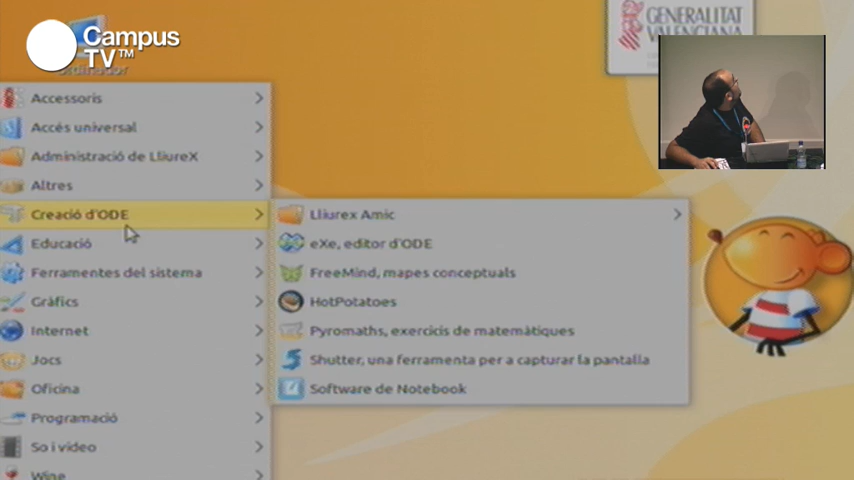 Campus
TV™
GENERALITAT
VALENCIANA
Accessoris
Accés universal
Administració de LliureX
Altres
Creació d'ODE
Educació
Ferramentes del sistema
Gràfics
Internet
Jocs
Oficina
Programació
So i vídeo
Wine
Lliurex Amic
eXe, editor d'ODE
FreeMind, mapes conceptuals
HotPotatoes
Pyromaths, exercicis de matemàtiques
Shutter, una ferramenta per a capturar la pantalla
Software de Notebook